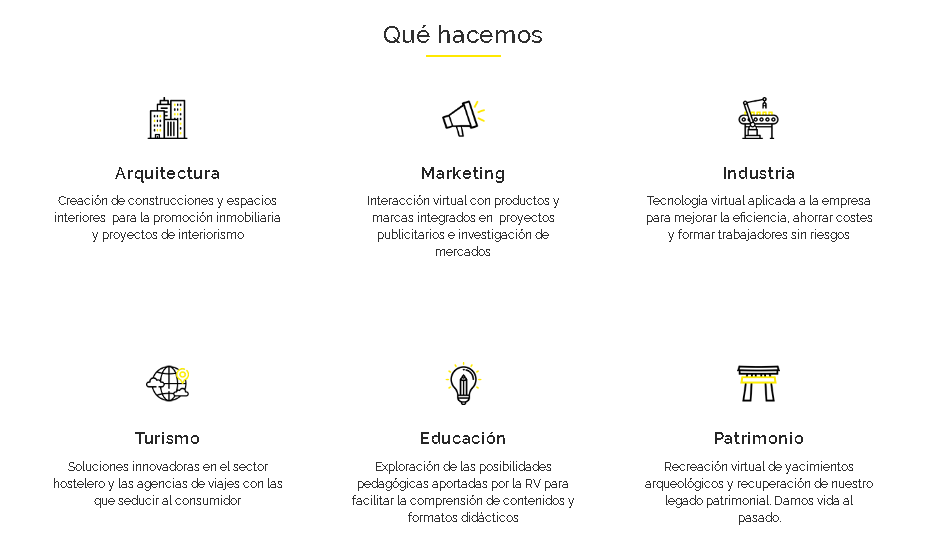 Qué hacemos
Arquitectura
Creación de construcciones y espacios
interiores para la promoción inmobiliaria
y proyectos de interiorismo
Marketing
Interacción virtual con productos y
marcas integrados en proyectos
publicitarios e investigación de
mercados
Industria
Tecnología virtual aplicada a la empresa
para mejorar la eficiencia, ahorrar costes
y formar trabajadores sin riesgos
Turismo
Soluciones innovadoras en el sector
hostelero y las agencias de viajes con las
que seducir al consumidor
Educación
Exploración de las posibilidades
pedagógicas aportadas por la RV para
facilitar la comprensión de contenidos y
formatos didácticos
Patrimonio
Recreación virtual de yacimientos
arqueológicos y recuperación de nuestro
legado patrimonial. Damos vida al
pasado.